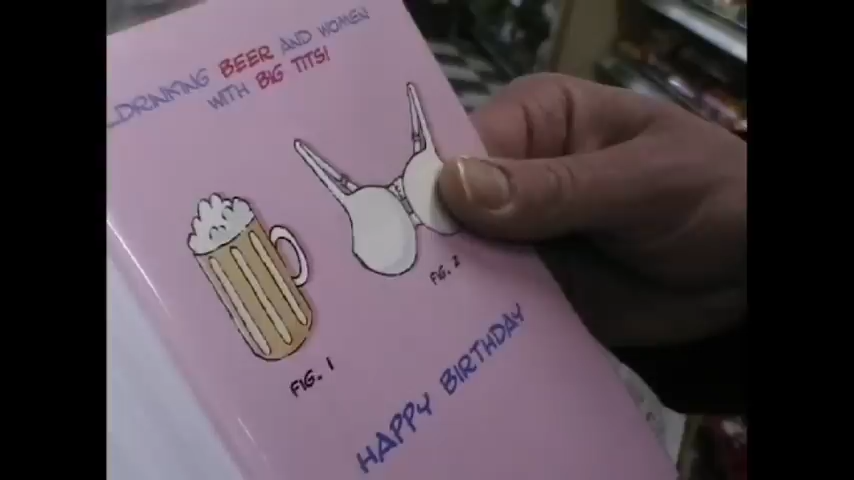 ...DRINKING BEER AND WOMEN
WITH BIG TITS!
FIG. 2
FIG. 1
HAPPY BIRTHDAY